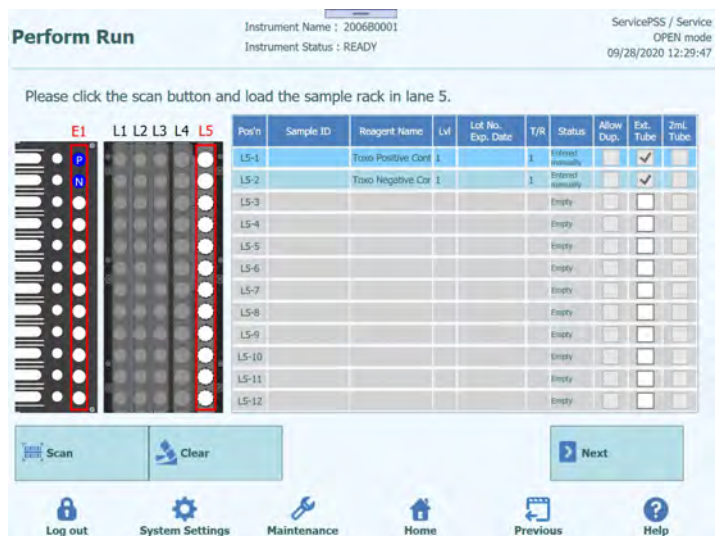 Perform Run
Instrument Name : 2006B0001
Instrument Status : READY
ServicePSS / Service
OPEN mode
09/28/2020 12:29:47
Please click the scan button and load the sample rack in lane 5.
E1 L1 L2 L3 L4 L5
P
N
Pos'n Sample ID Reagent Name Lvl Lot No. Exp. Date T/R Status Allow Dup. Ext. Tube 2mL Tube
L5-1 Toxo Positive Cont 1 1 Entered manually
L5-2 Toxo Negative Cor 1 1 Entered manually
L5-3 Empty
L5-4 Empty
L5-5 Empty
L5-6 Empty
L5-7 Empty
L5-8 Empty
L5-9 Empty
L5-10 Empty
L5-11 Empty
L5-12 Empty
Scan
Clear
Next
Log out
System Settings
Maintenance
Home
Previous
Help